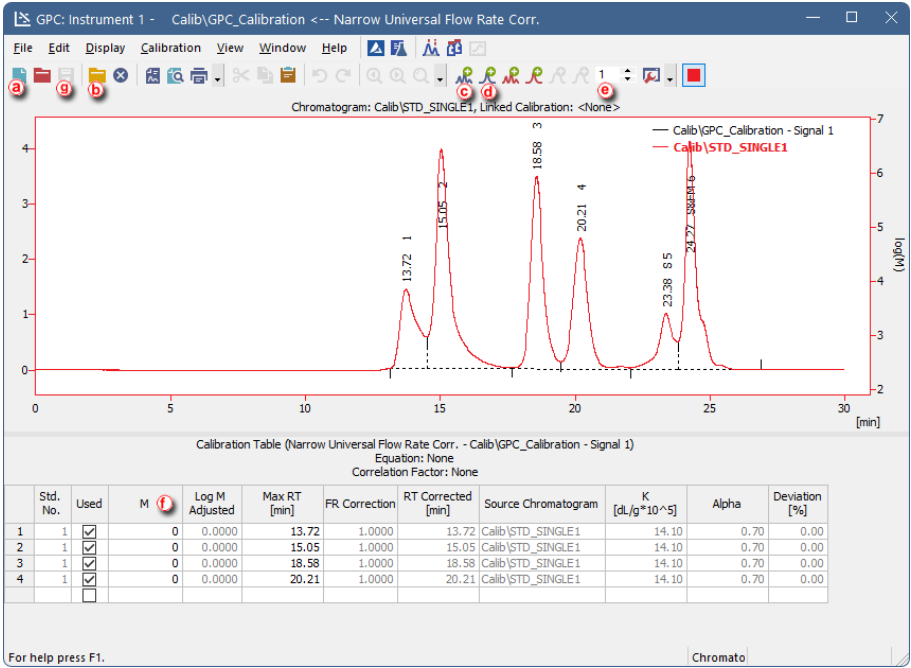 GPC: Instrument 1 - Calib\GPC_Calibration <-- Narrow Universal Flow Rate Corr.
File Edit Display Calibration View Window Help
1
a g b c d e
Chromatogram: Calib\STD_SINGLE1, Linked Calibration: <None>
Calib\GPC_Calibration - Signal 1
Calib\STD_SINGLE1
4
3
2
1
0
7
6
5
4
3
2
log(M)
13.72 1
15.05 2
18.58 3
20.21 4
23.38 S 5
24.27 S&FM 6
0 5 10 15 20 25 30
[min]
Calibration Table (Narrow Universal Flow Rate Corr. - Calib\GPC_Calibration - Signal 1)
Equation: None
Correlation Factor: None
Std. No. Used M f Log M Adjusted Max RT [min] FR Correction RT Corrected [min] Source Chromatogram K [dL/g*10^5] Alpha Deviation [%]
1 1 0 0.0000 13.72 1.0000 13.72 Calib\STD_SINGLE1 14.10 0.70 0.00
2 1 0 0.0000 15.05 1.0000 15.05 Calib\STD_SINGLE1 14.10 0.70 0.00
3 1 0 0.0000 18.58 1.0000 18.58 Calib\STD_SINGLE1 14.10 0.70 0.00
4 1 0 0.0000 20.21 1.0000 20.21 Calib\STD_SINGLE1 14.10 0.70 0.00
For help press F1.
Chromato